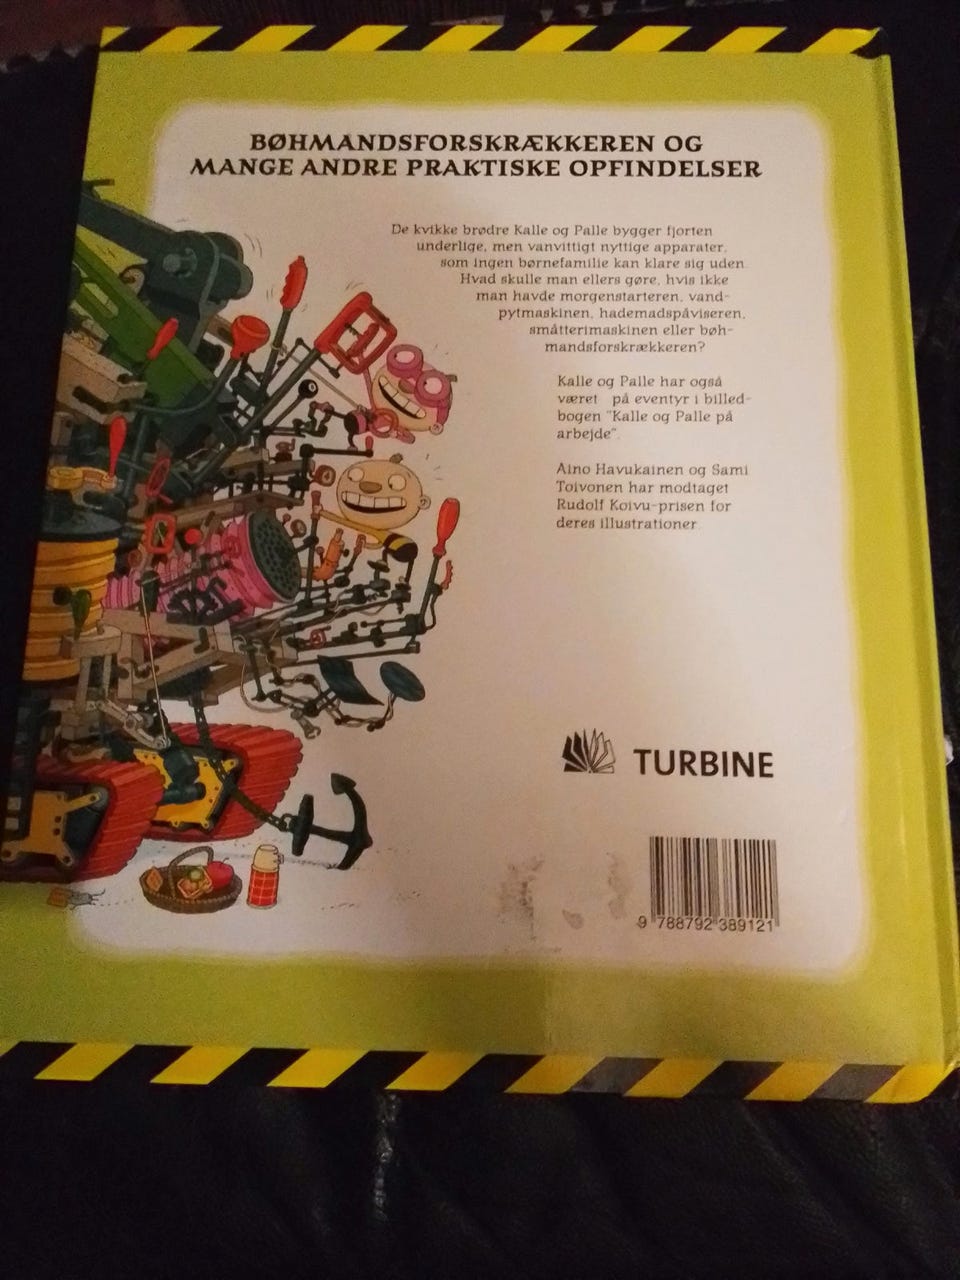 BØHMANDSFORSKRÆKKEREN OG
MANGE ANDRE PRAKTISKE OPFINDELSER
De kvikke brødre Kalle og Palle bygger fjorten
underlige, men vanvittigt nyttige apparater,
som ingen børnefamilie kan klare sig uden.
Hvad skulle man ellers gøre, hvis ikke
man havde morgenstarteren, vand-
pytmaskinen, hademadspåviseren,
småtterimaskinen eller bøh-
mandsforskrækkeren?
Kalle og Palle har også
været på eventyr i billed-
bogen "Kalle og Palle på
arbejde".
Aino Havukainen og Sami
Toivonen har modtaget
Rudolf Koivu-prisen for
deres illustrationer.
TURBINE
9 788792 389121